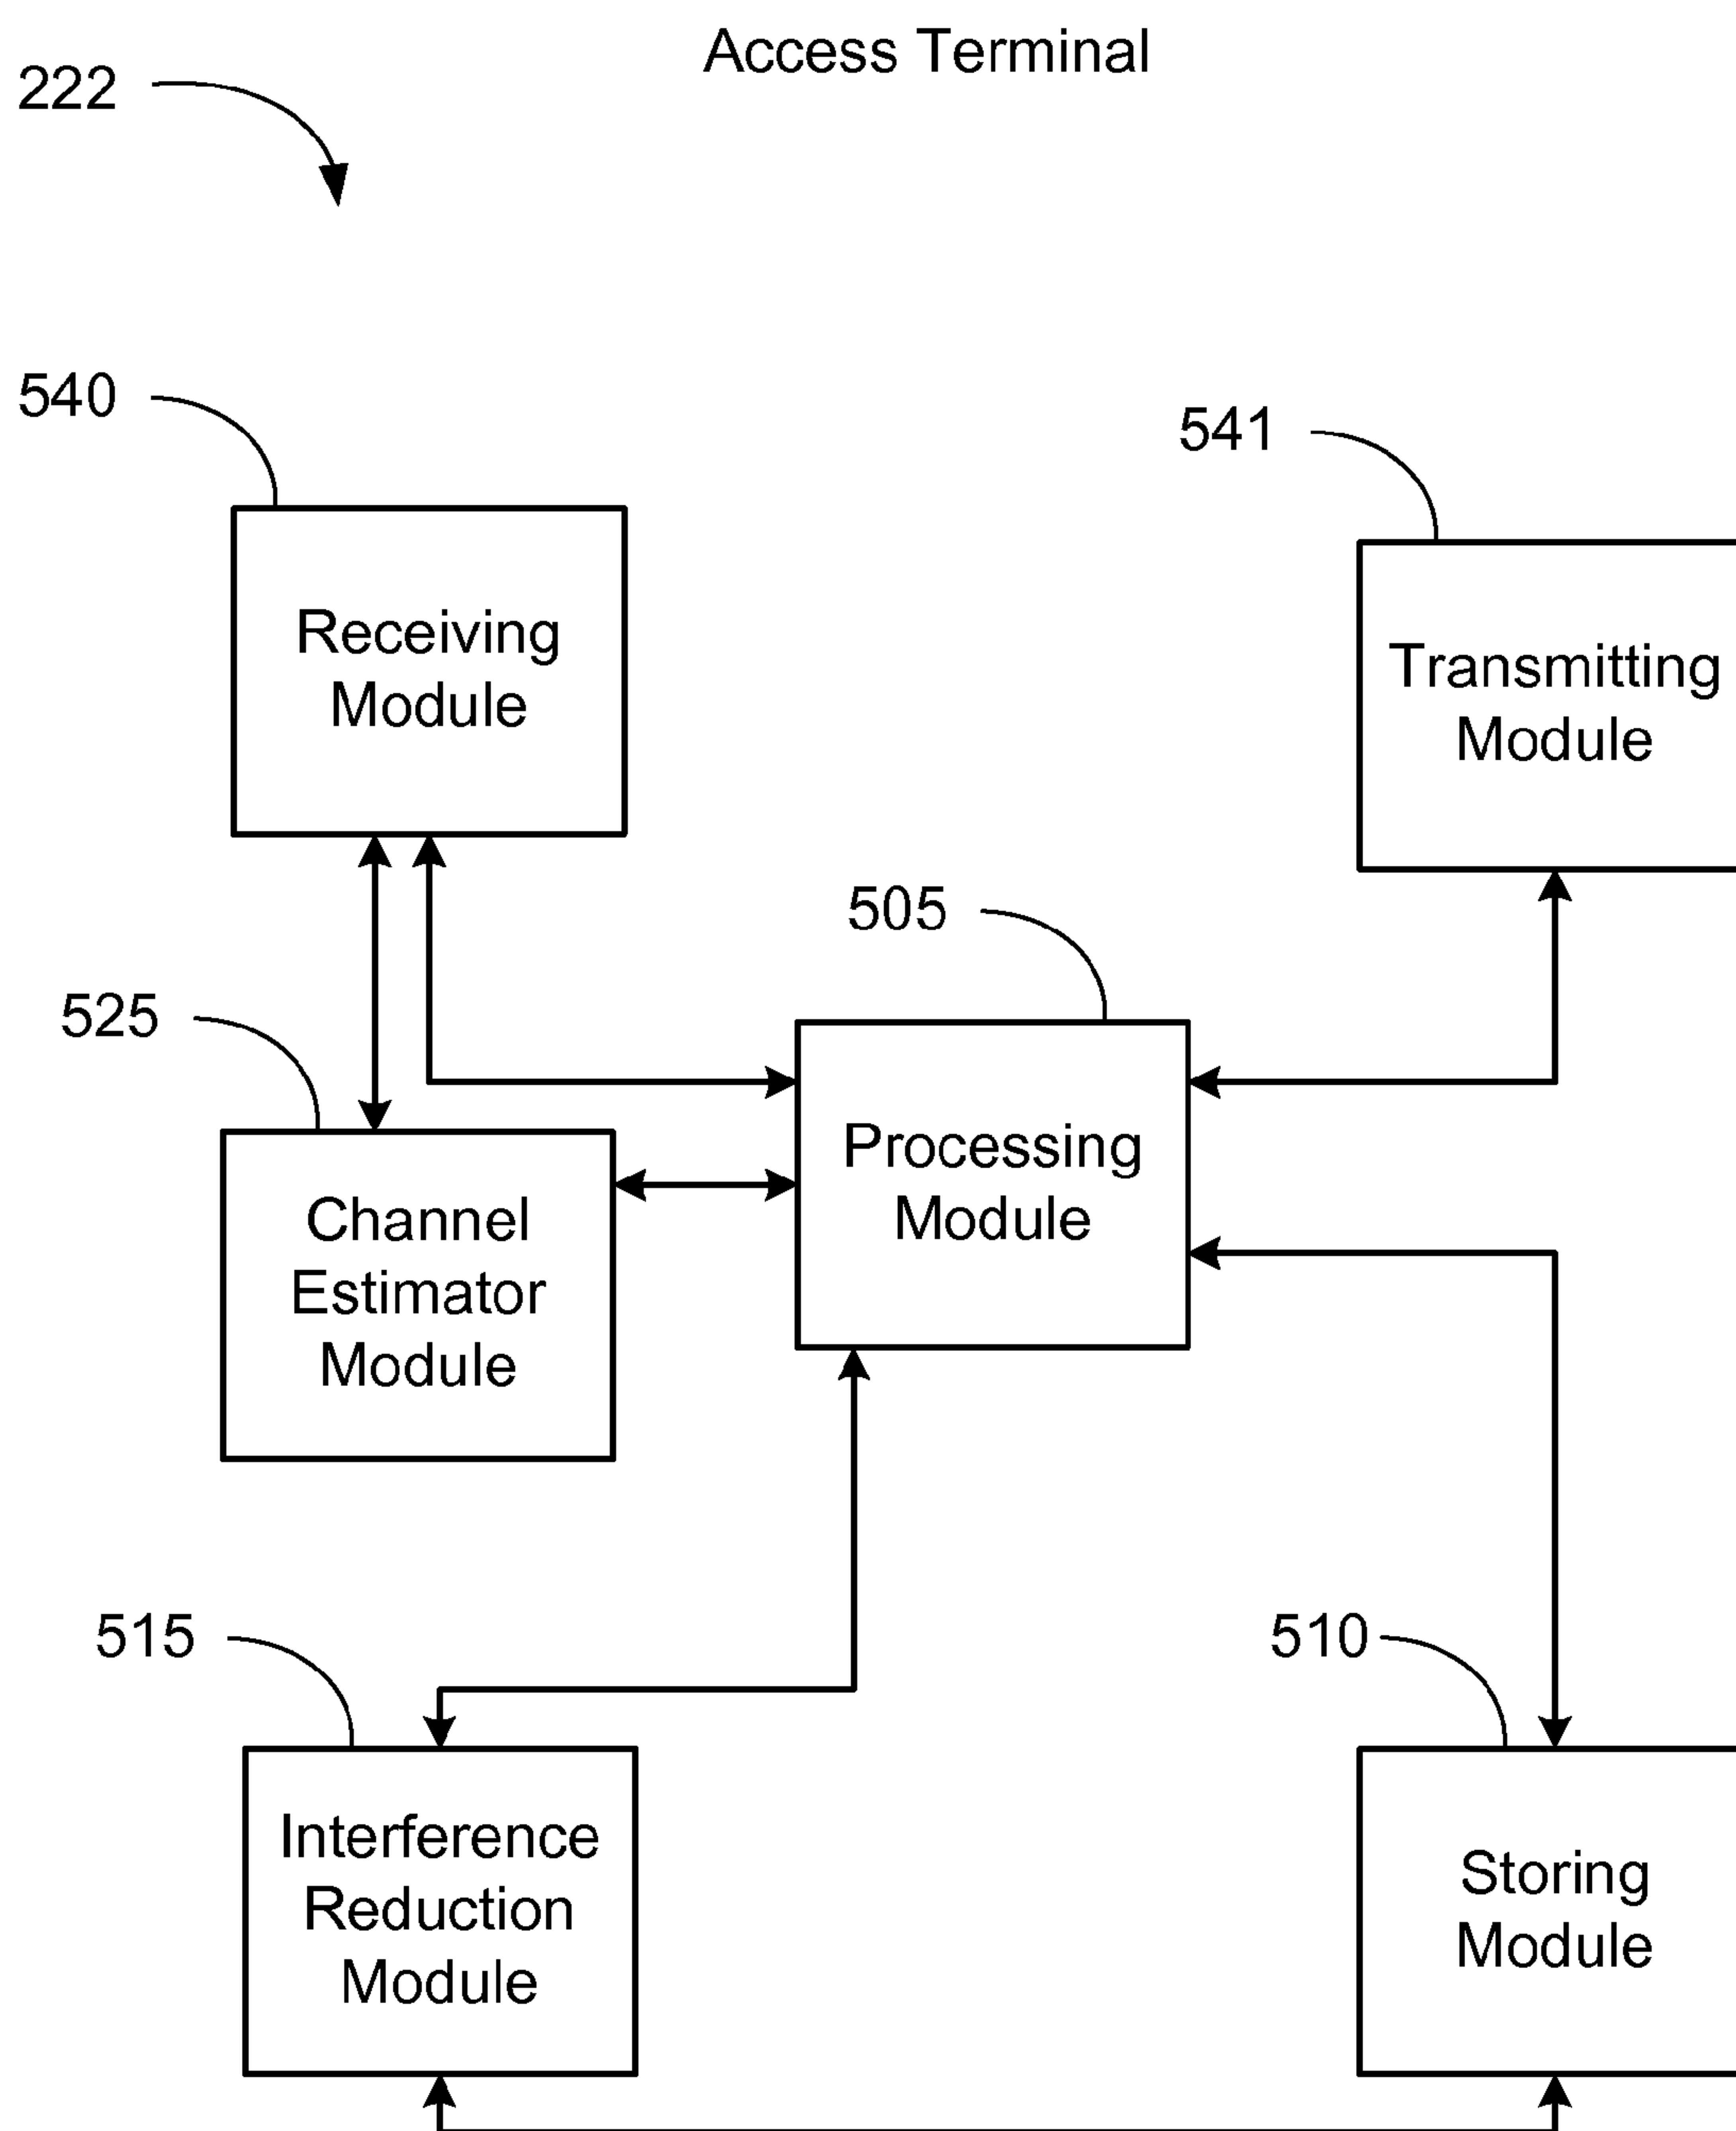 Access Terminal
222
540
541
Receiving
Module
Transmitting
Module
505
525
Processing
Module
Channel
Estimator
Module
515
510
Interference
Reduction
Module
Storing
Module